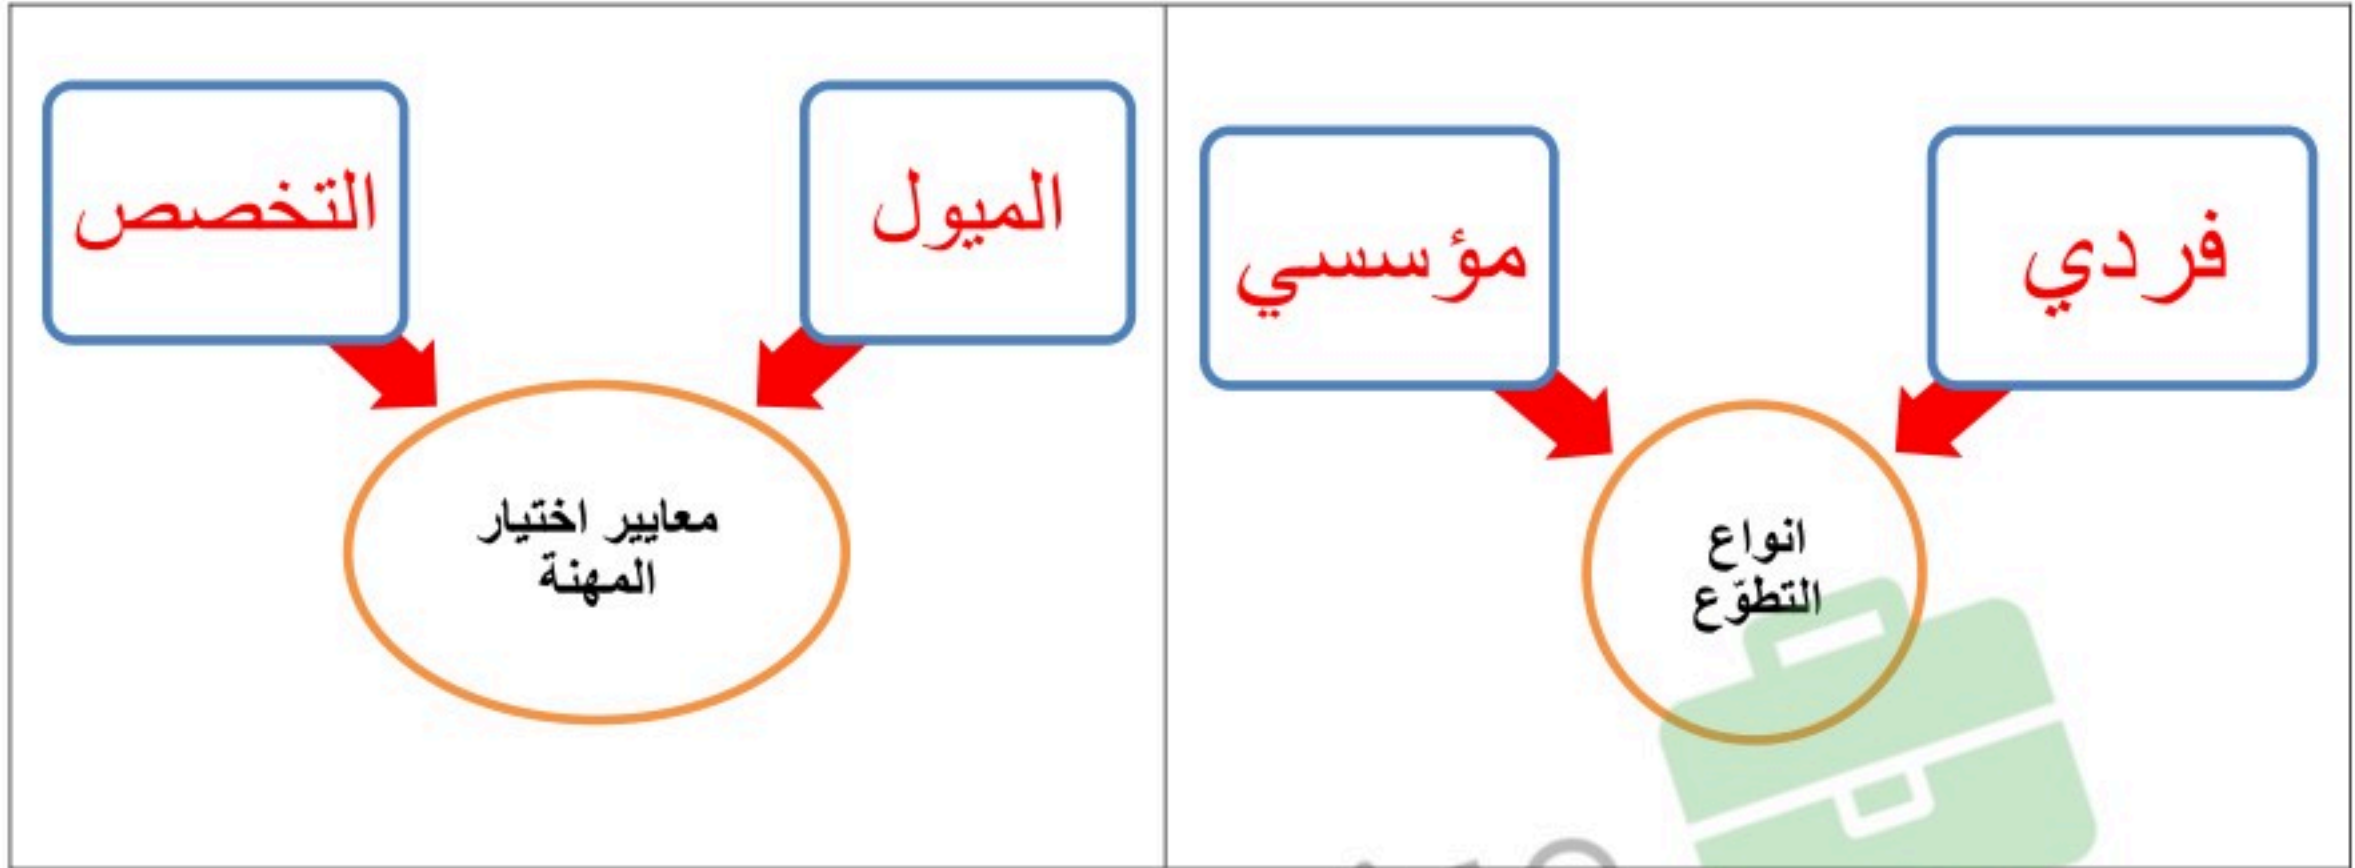 فردي
مؤسسي
انواع
التطوّع
الميول
التخصص
معايير اختيار
المهنة